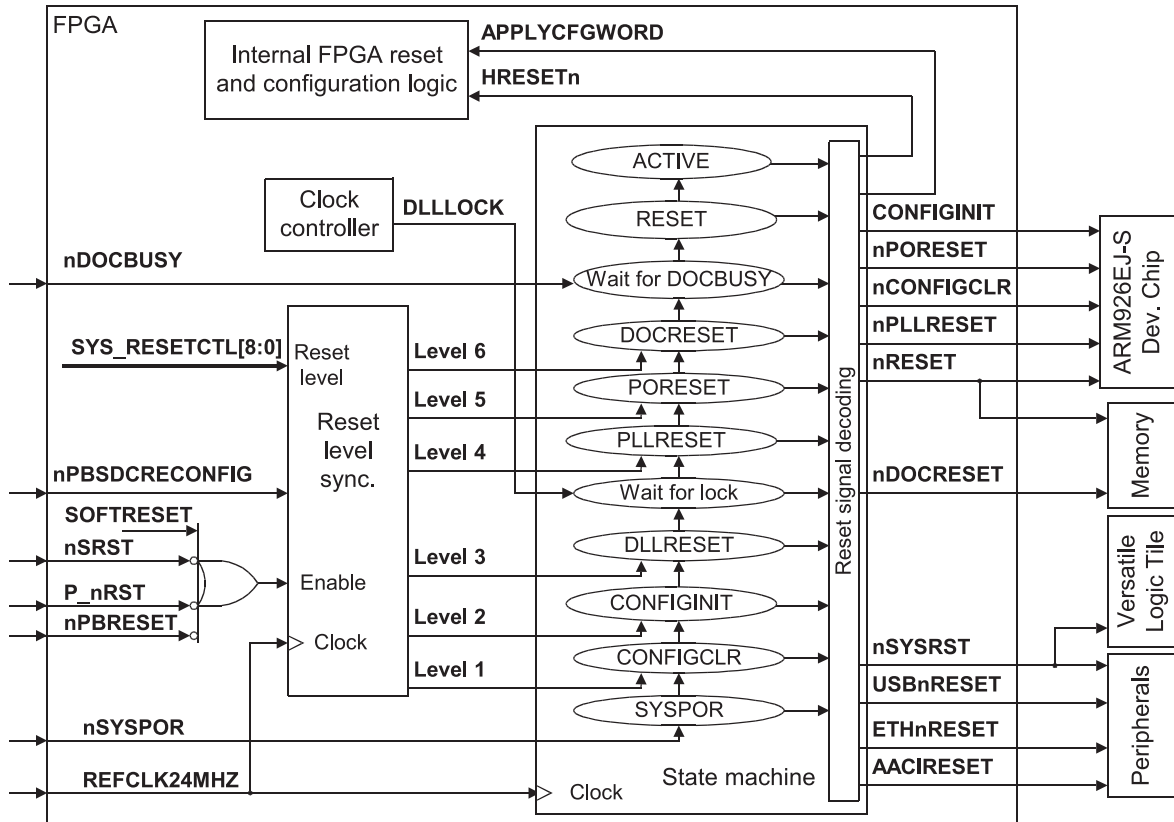 FPGA
APPLYCFGWORD
Internal FPGA reset
and configuration logic
HRESETn
Clock
controller
DLLLOCK
nDOCBUSY
SYS_RESETCTL[8:0]
nPBSDCRECONFIG
SOFTRESET
nSRST
P_nRST
nPBRESET
nSYSPOR
REFCLK24MHZ
Reset
level
Reset
level
sync.
Enable
Clock
Level 6
Level 5
Level 4
Level 3
Level 2
Level 1
ACTIVE
RESET
Wait for DOCBUSY
DOCRESET
PORESET
PLLRESET
Wait for lock
DLLRESET
CONFIGINIT
CONFIGCLR
SYSPOR
State machine
Clock
Reset signal decoding
CONFIGINIT
nPORESET
nCONFIGCLR
nPLLRESET
nRESET
nDOCRESET
nSYSRST
USBnRESET
ETHnRESET
AACIRESET
ARM926EJ-S
Dev. Chip
Memory
Versatile
Logic Tile
Peripherals